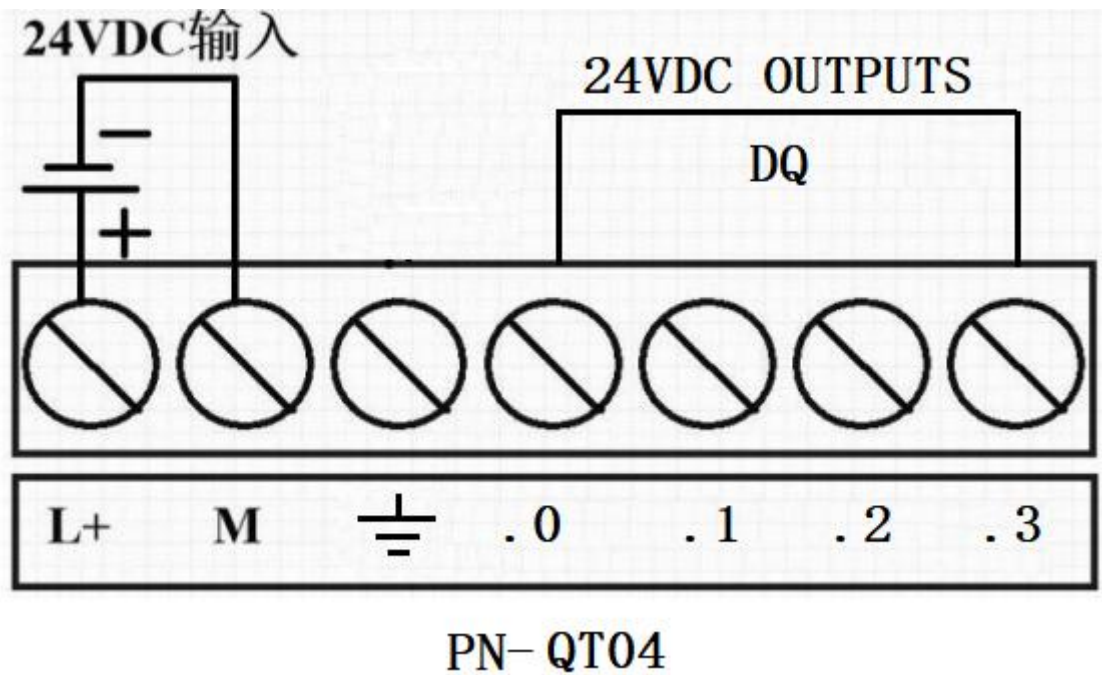 24VDC输入
24VDC OUTPUTS
DQ
L+ M .0 .1 .2 .3
PN-QT04